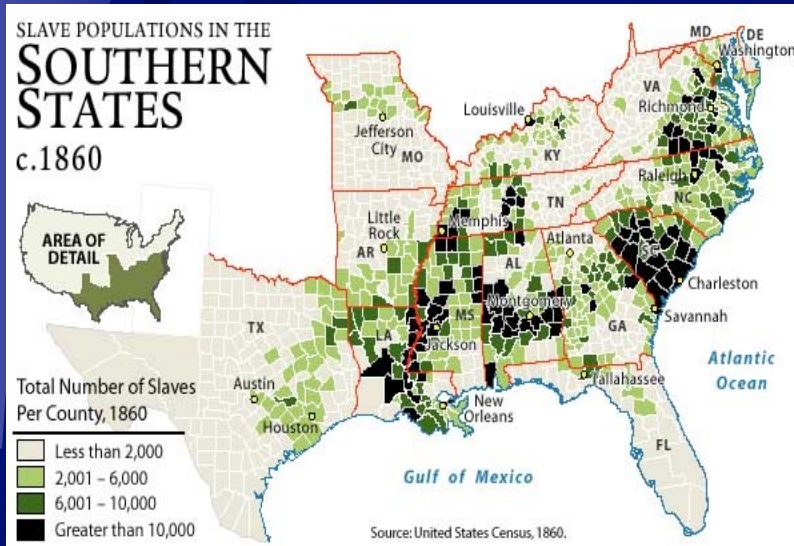 SLAVE POPULATIONS IN THE
SOUTHERN
STATES
c.1860
AREA OF
DETAIL
Total Number of Slaves
Per County, 1860
Less than 2,000
2,001 – 6,000
6,001 – 10,000
Greater than 10,000
MD
DE
Washington
VA
Richmond
Louisville
Jefferson
City
MO
KY
Raleigh
NC
TN
Memphis
Little
Rock
AR
Atlanta
SC
AL
Charleston
Montgomery
MS
GA
Savannah
TX
LA
Jackson
Atlantic
Ocean
Austin
Tallahassee
Houston
New
Orleans
FL
Gulf of Mexico
Source: United States Census, 1860.